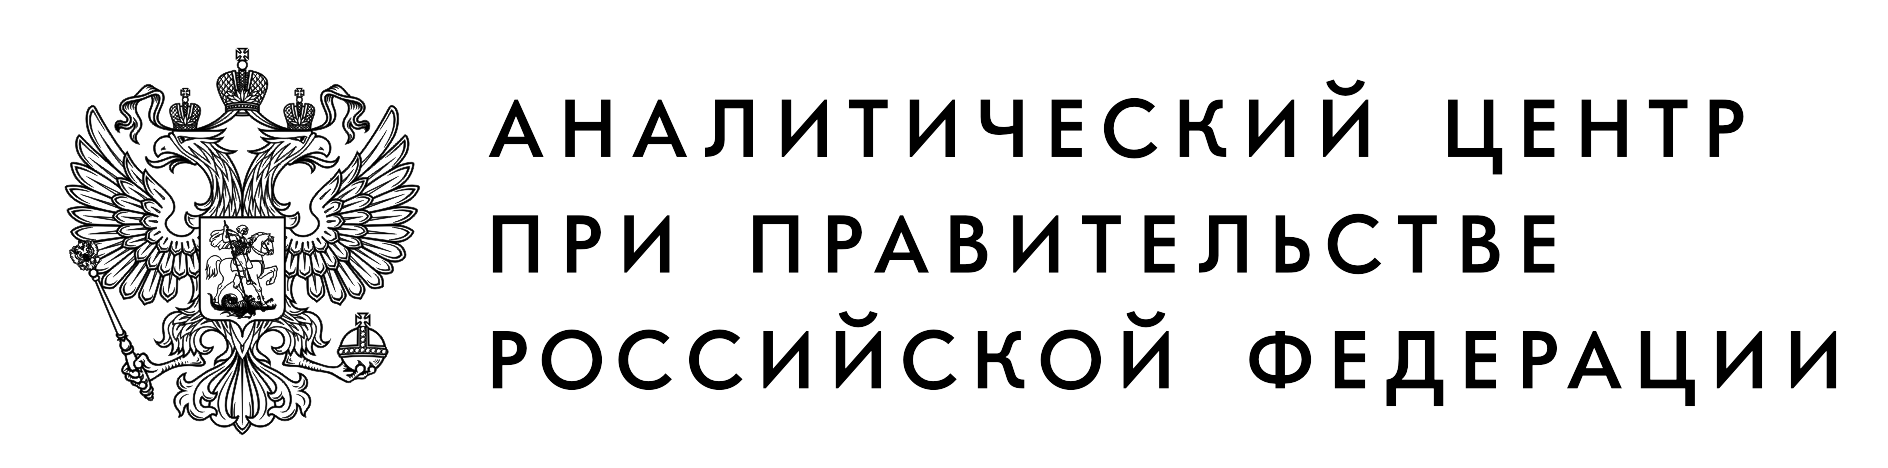 АНАЛИТИЧЕСКИЙ ЦЕНТР
ПРИ ПРАВИТЕЛЬСТВЕ
РОССИЙСКОЙ ФЕДЕРАЦИИ